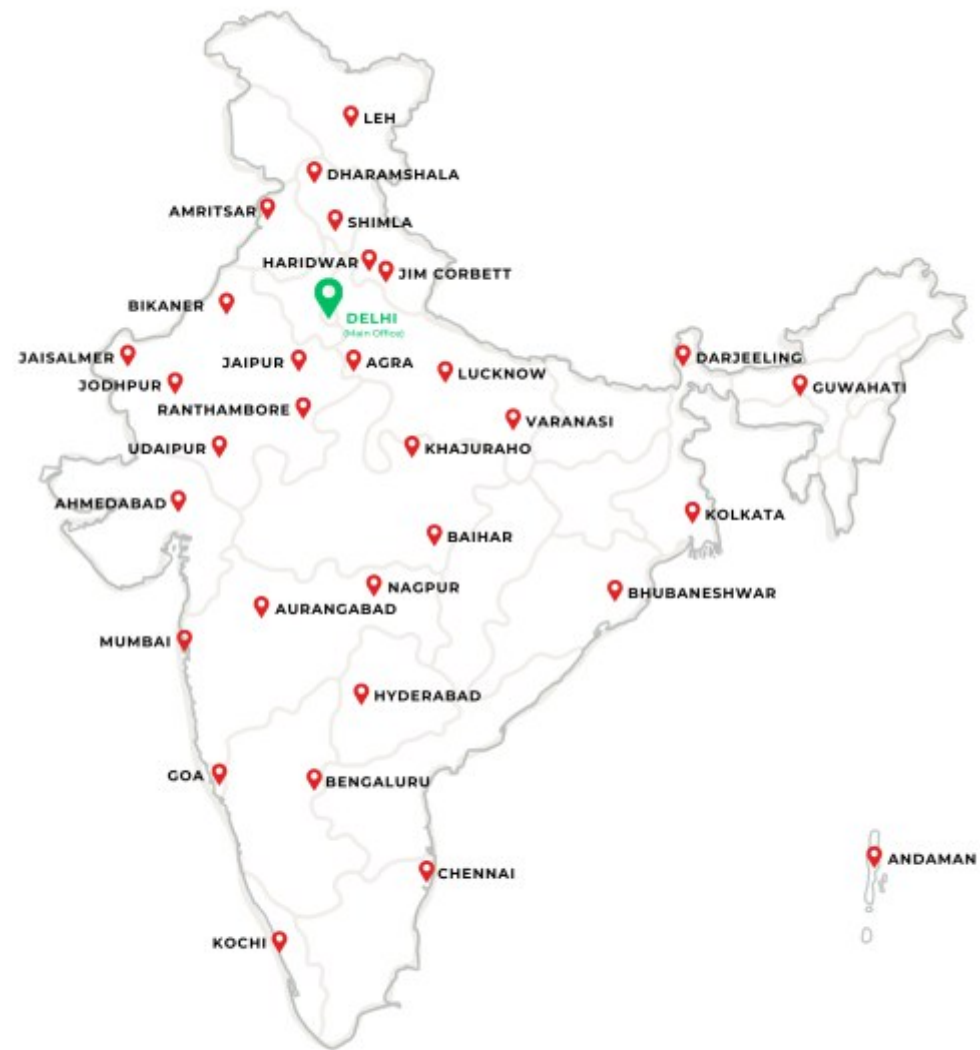 LEH
DHARAMSHALA
AMRITSAR
SHIMLA
HARIDWAR
JIM CORBETT
BIKANER
DELHI
(Main Office)
JAISALMER
JAIPUR
AGRA
DARJEELING
LUCKNOW
JODHPUR
GUWAHATI
RANTHAMBORE
VARANASI
UDAIPUR
KHAJURAHO
AHMEDABAD
KOLKATA
BAIHAR
NAGPUR
BHUBANESHWAR
AURANGABAD
MUMBAI
HYDERABAD
GOA
BENGALURU
ANDAMAN
CHENNAI
KOCHI